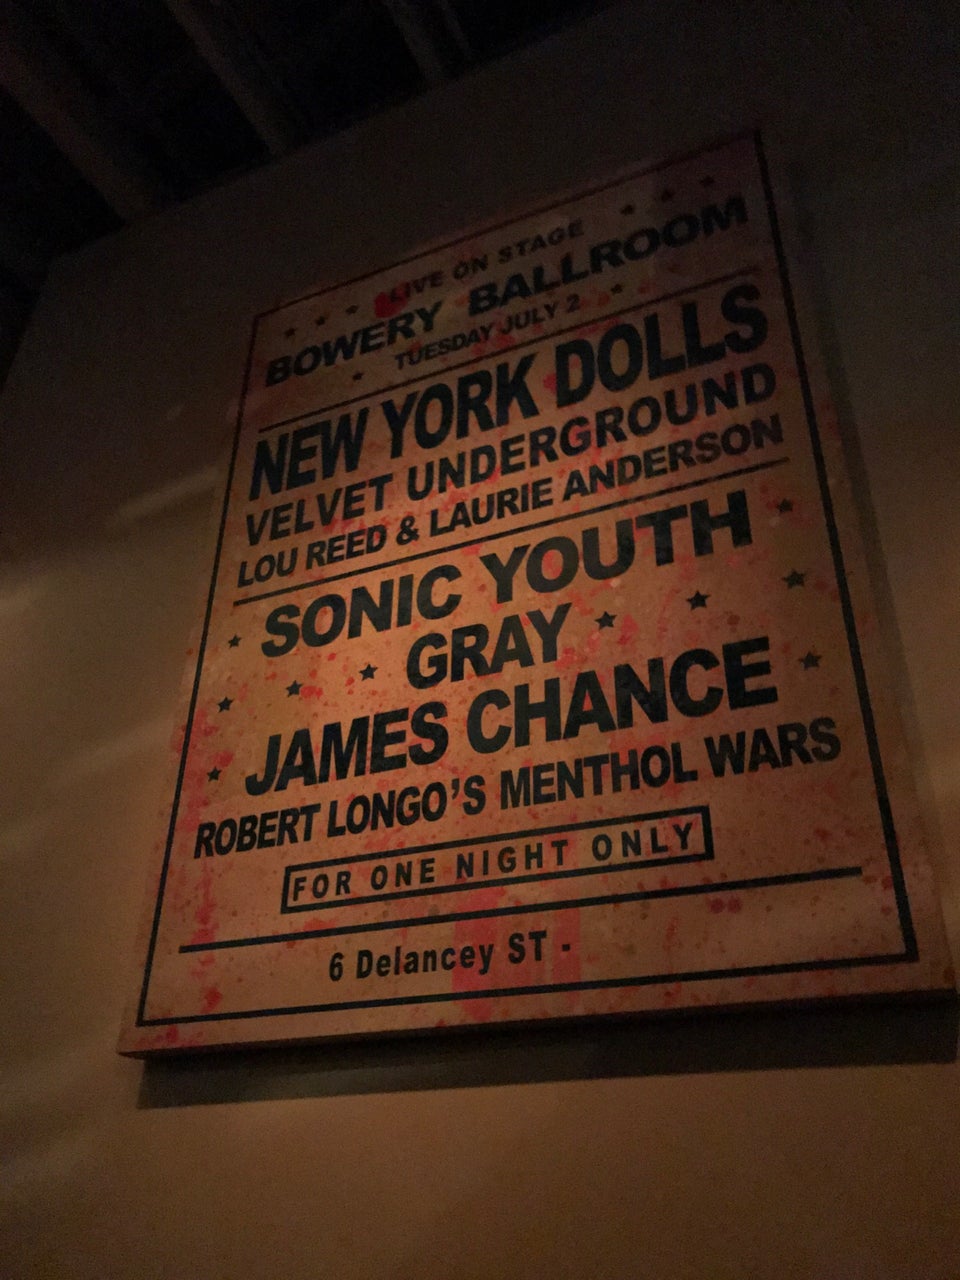 LIVE ON STAGE
BOWERY BALLROOM
TUESDAY JULY 2
NEW YORK DOLLS
VELVET UNDERGROUND
LOU REED & LAURIE ANDERSON
SONIC YOUTH
GRAY
JAMES CHANCE
ROBERT LONGO'S MENTHOL WARS
FOR ONE NIGHT ONLY
6 Delancey ST -